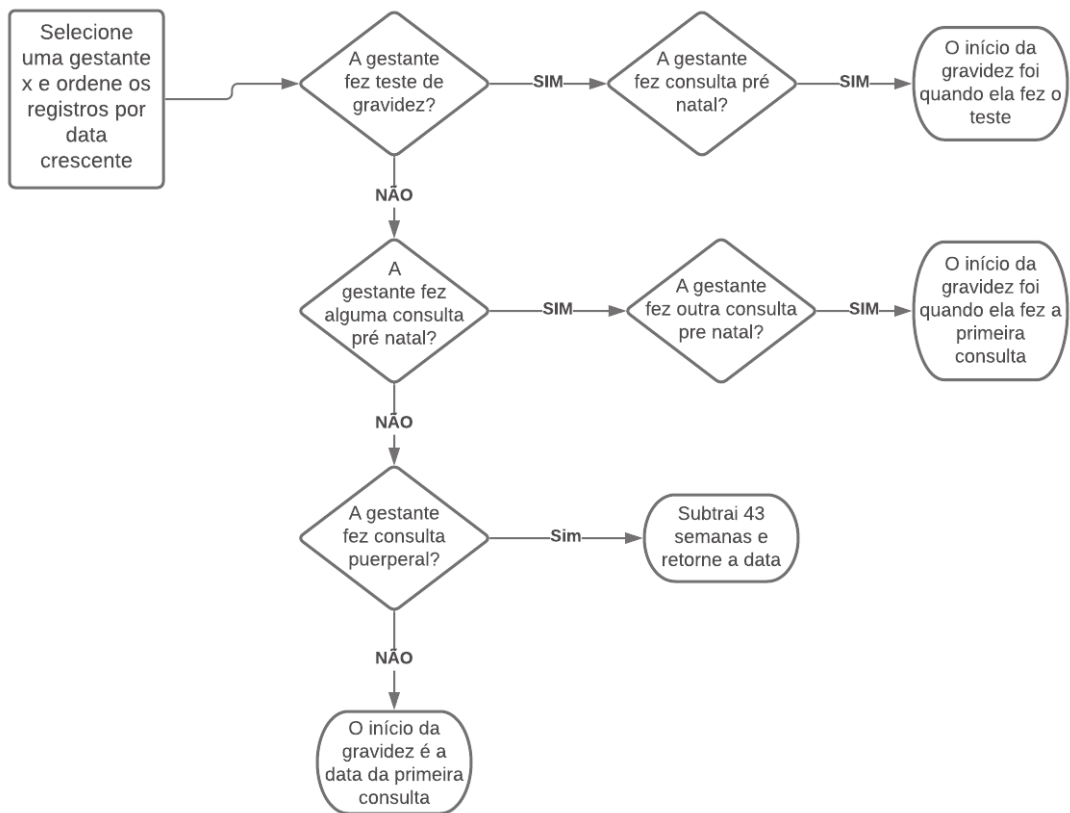 Selecione
uma gestante
x e ordene os
registros por
data
crescente
A gestante
fez teste de
gravidez?
SIM
A gestante
fez consulta pré
natal?
SIM
O início da
gravidez foi
quando ela fez o
teste
NÃO
A
gestante fez
alguma consulta
pré natal?
SIM
A gestante
fez outra consulta
pre natal?
SIM
O início da
gravidez foi
quando ela fez a
primeira
consulta
NÃO
A gestante
fez consulta
puerperal?
Sim
Subtrai 43
semanas e
retorne a data
NÃO
O início da
gravidez é a
data da primeira
consulta